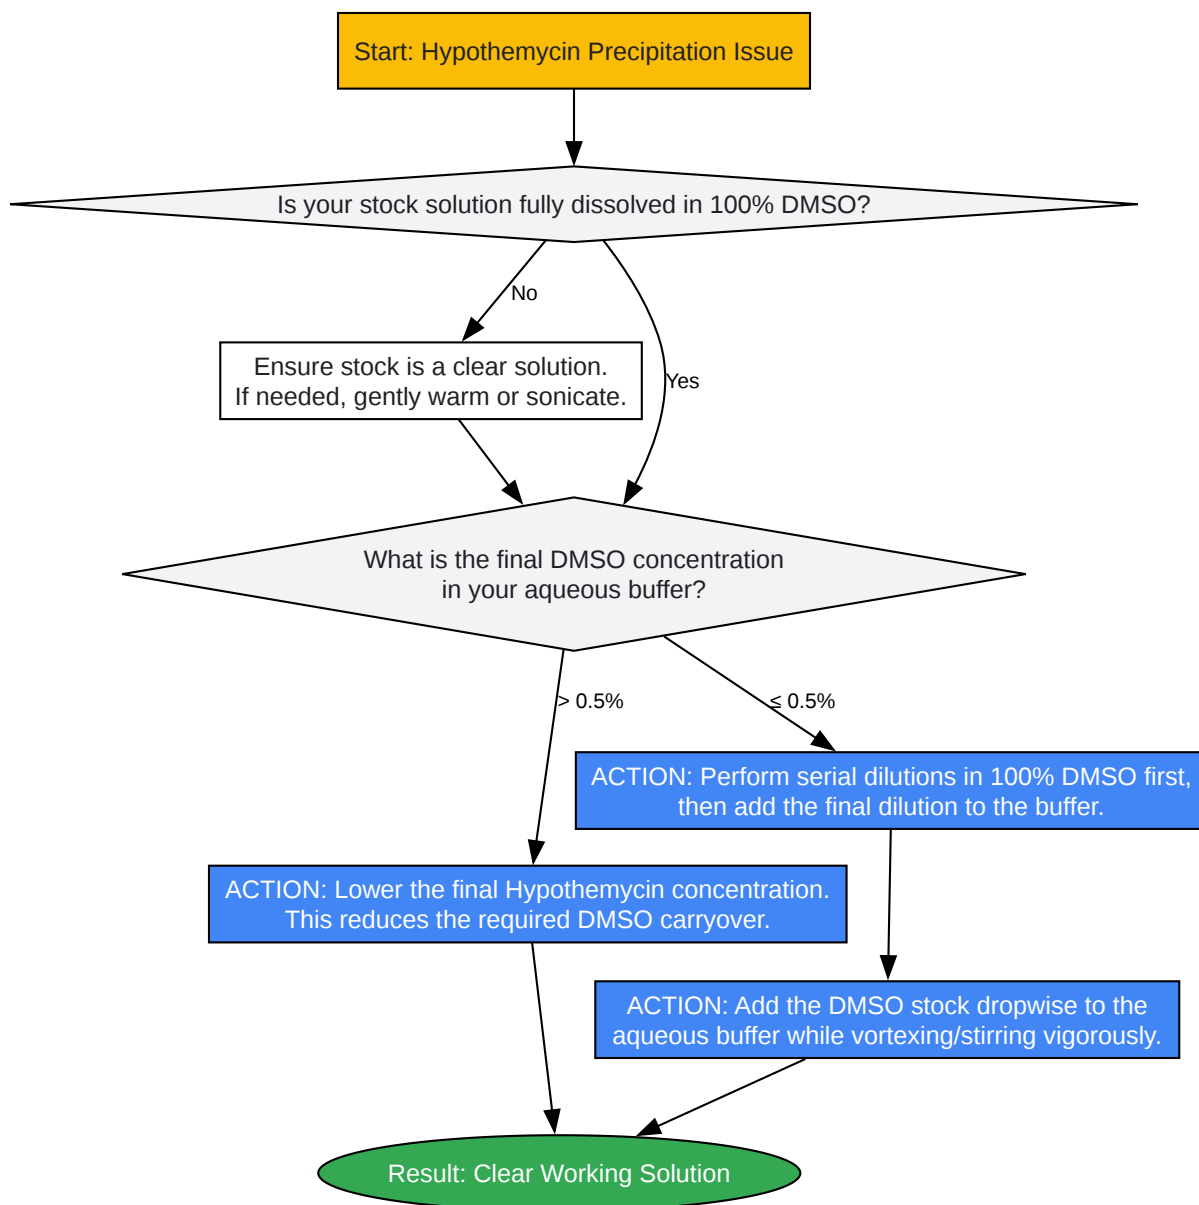 Start: Hypothemycin Precipitation Issue
Is your stock solution fully dissolved in 100% DMSO?
No
Ensure stock is a clear solution.
If needed, gently warm or sonicate.
Yes
What is the final DMSO concentration
in your aqueous buffer?
> 0.5%
≤ 0.5%
ACTION: Perform serial dilutions in 100% DMSO first,
then add the final dilution to the buffer.
ACTION: Lower the final Hypothemycin concentration.
This reduces the required DMSO carryover.
ACTION: Add the DMSO stock dropwise to the
aqueous buffer while vortexing/stirring vigorously.
Result: Clear Working Solution